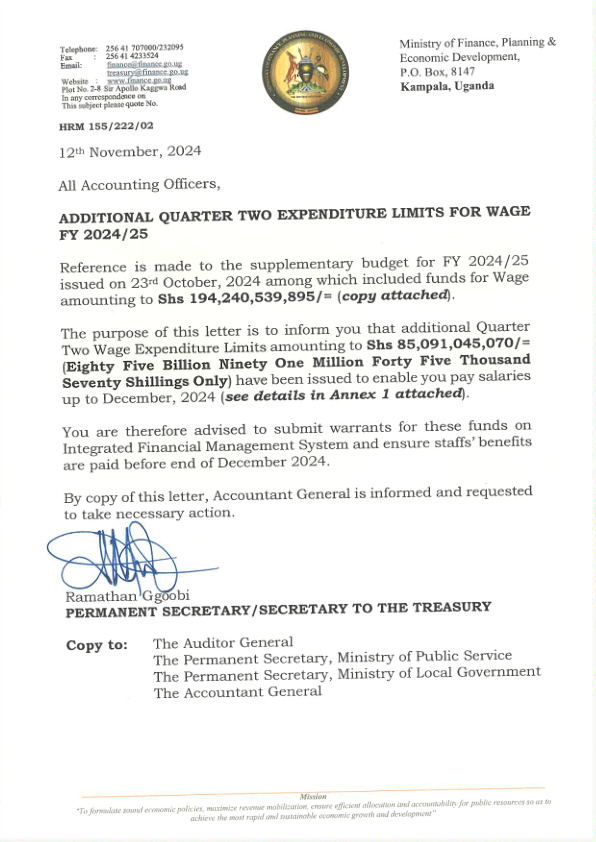 Telephone: 256 41 707000/232095
Fax : 256 41 4233524
Email: finance@finance.go.ug
treasury@finance.go.ug
Website : www.finance.go.ug
Plot No. 2-8 Sir Apollo Kaggwa Road
In any correspondence on
This subject please quote No.
Ministry of Finance, Planning &
Economic Development,
P.O. Box, 8147
Kampala, Uganda
HRM 155/222/02
12th November, 2024
All Accounting Officers,
ADDITIONAL QUARTER TWO EXPENDITURE LIMITS FOR WAGE
FY 2024/25
Reference is made to the supplementary budget for FY 2024/25
issued on 23rd October, 2024 among which included funds for Wage
amounting to Shs 194,240,539,895/= (copy attached).
The purpose of this letter is to inform you that additional Quarter
Two Wage Expenditure Limits amounting to Shs 85,091,045,070/=
(Eighty Five Billion Ninety One Million Forty Five Thousand
Seventy Shillings Only) have been issued to enable you pay salaries
up to December, 2024 (see details in Annex 1 attached).
You are therefore advised to submit warrants for these funds on
Integrated Financial Management System and ensure staffs' benefits
are paid before end of December 2024.
By copy of this letter, Accountant General is informed and requested
to take necessary action.
Ramathan Ggoobi
PERMANENT SECRETARY/SECRETARY TO THE TREASURY
Copy to: The Auditor General
The Permanent Secretary, Ministry of Public Service
The Permanent Secretary, Ministry of Local Government
The Accountant General
Mission
"To formulate sound economic policies, maximize revenue mobilization, ensure efficient allocation and accountability for public resources so as to
achieve the most rapid and sustainable economic growth and development"